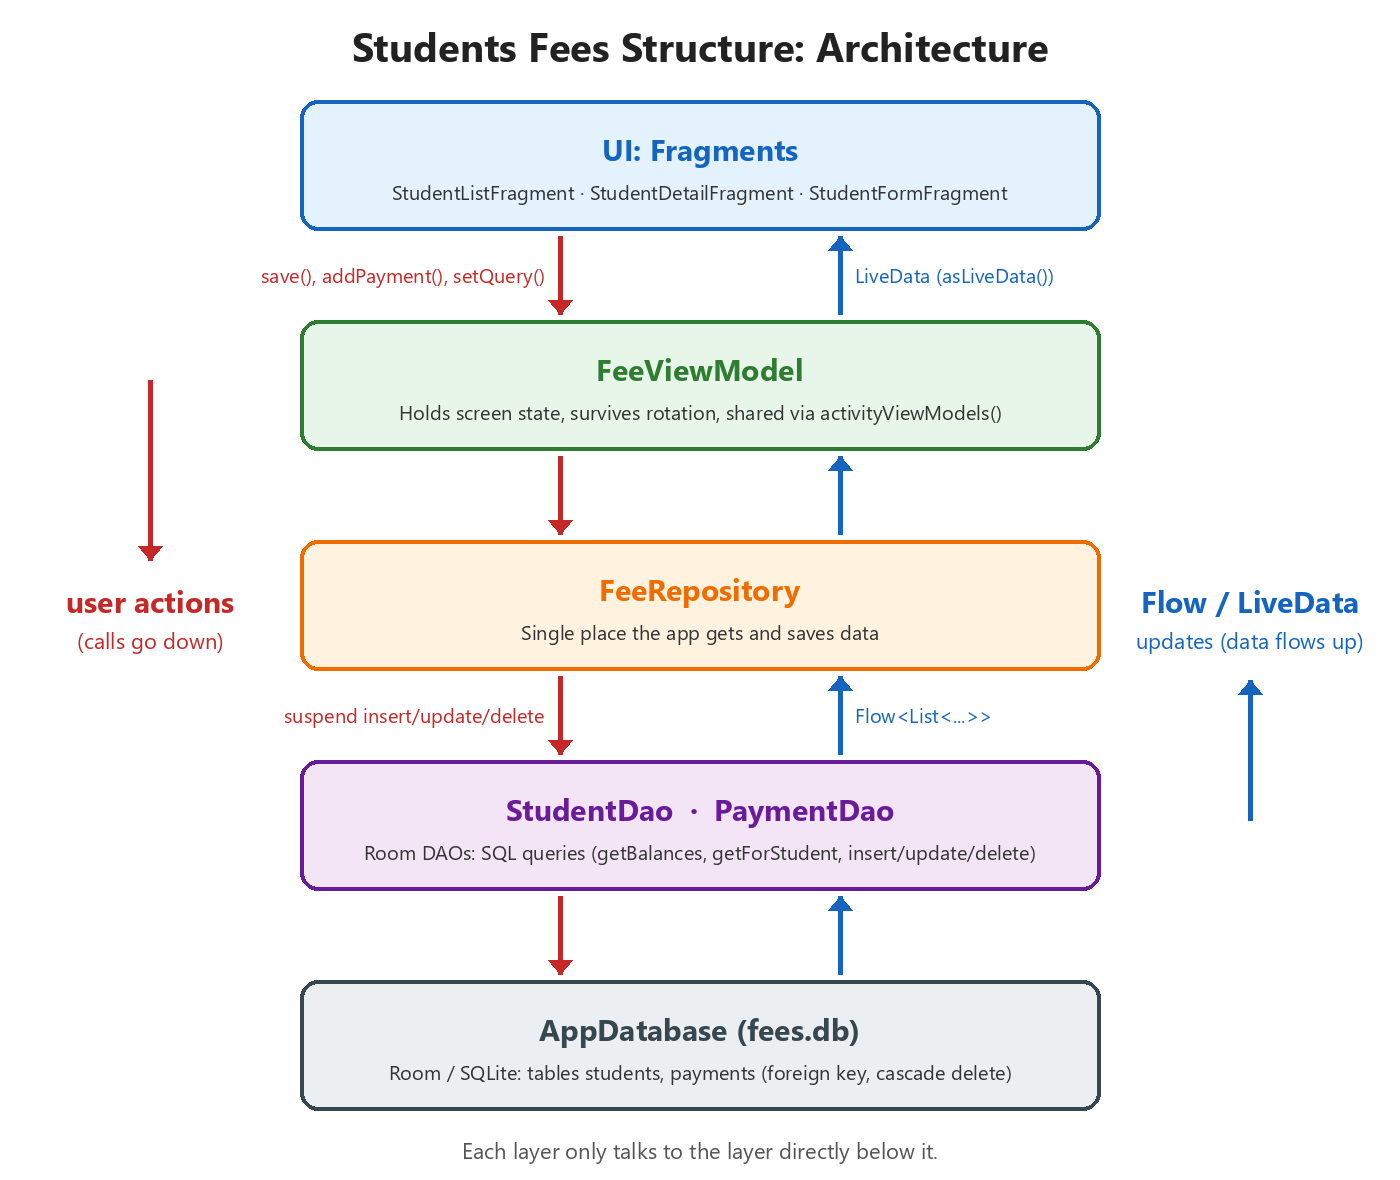 Students Fees Structure: Architecture
UI: Fragments
StudentListFragment · StudentDetailFragment · StudentFormFragment
save(), addPayment(), setQuery()
LiveData (asLiveData())
FeeViewModel
Holds screen state, survives rotation, shared via activityViewModels()
FeeRepository
Single place the app gets and saves data
user actions
(calls go down)
Flow / LiveData
updates (data flows up)
suspend insert/update/delete
Flow<List<...>>
StudentDao · PaymentDao
Room DAOs: SQL queries (getBalances, getForStudent, insert/update/delete)
AppDatabase (fees.db)
Room / SQLite: tables students, payments (foreign key, cascade delete)
Each layer only talks to the layer directly below it.